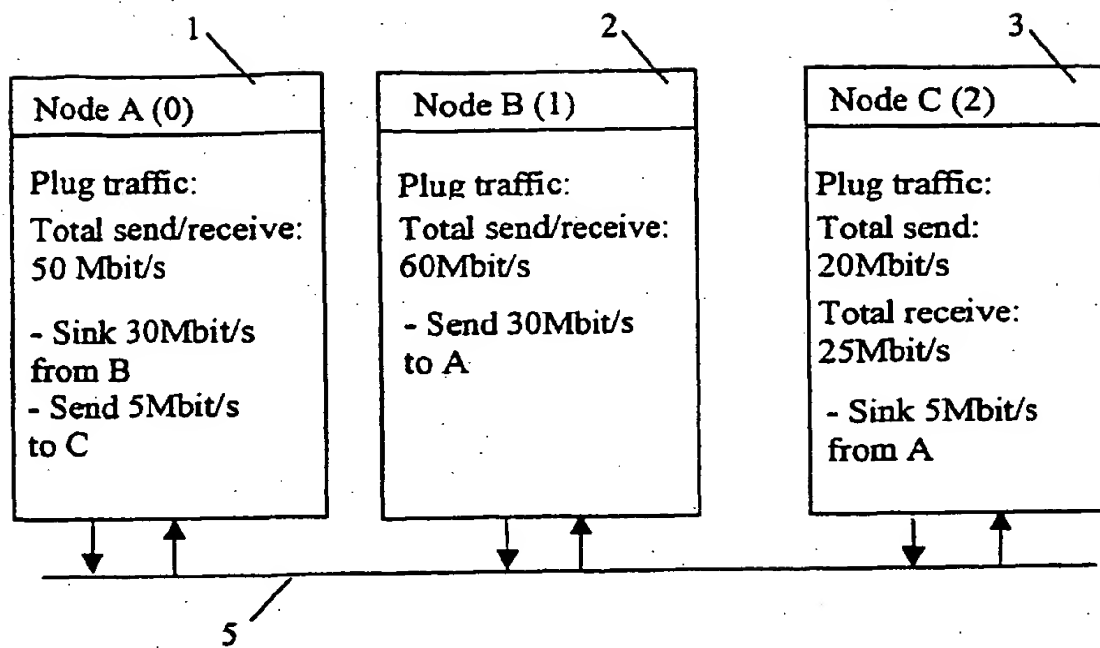 1
2
3
Node A (0)
Plug traffic:
Total send/receive:
50 Mbit/s
- Sink 30Mbit/s
from B
- Send 5Mbit/s
to C
Node B (1)
Plug traffic:
Total send/receive:
60Mbit/s
- Send 30Mbit/s
to A
Node C (2)
Plug traffic:
Total send:
20Mbit/s
Total receive:
25Mbit/s
- Sink 5Mbit/s
from A
5